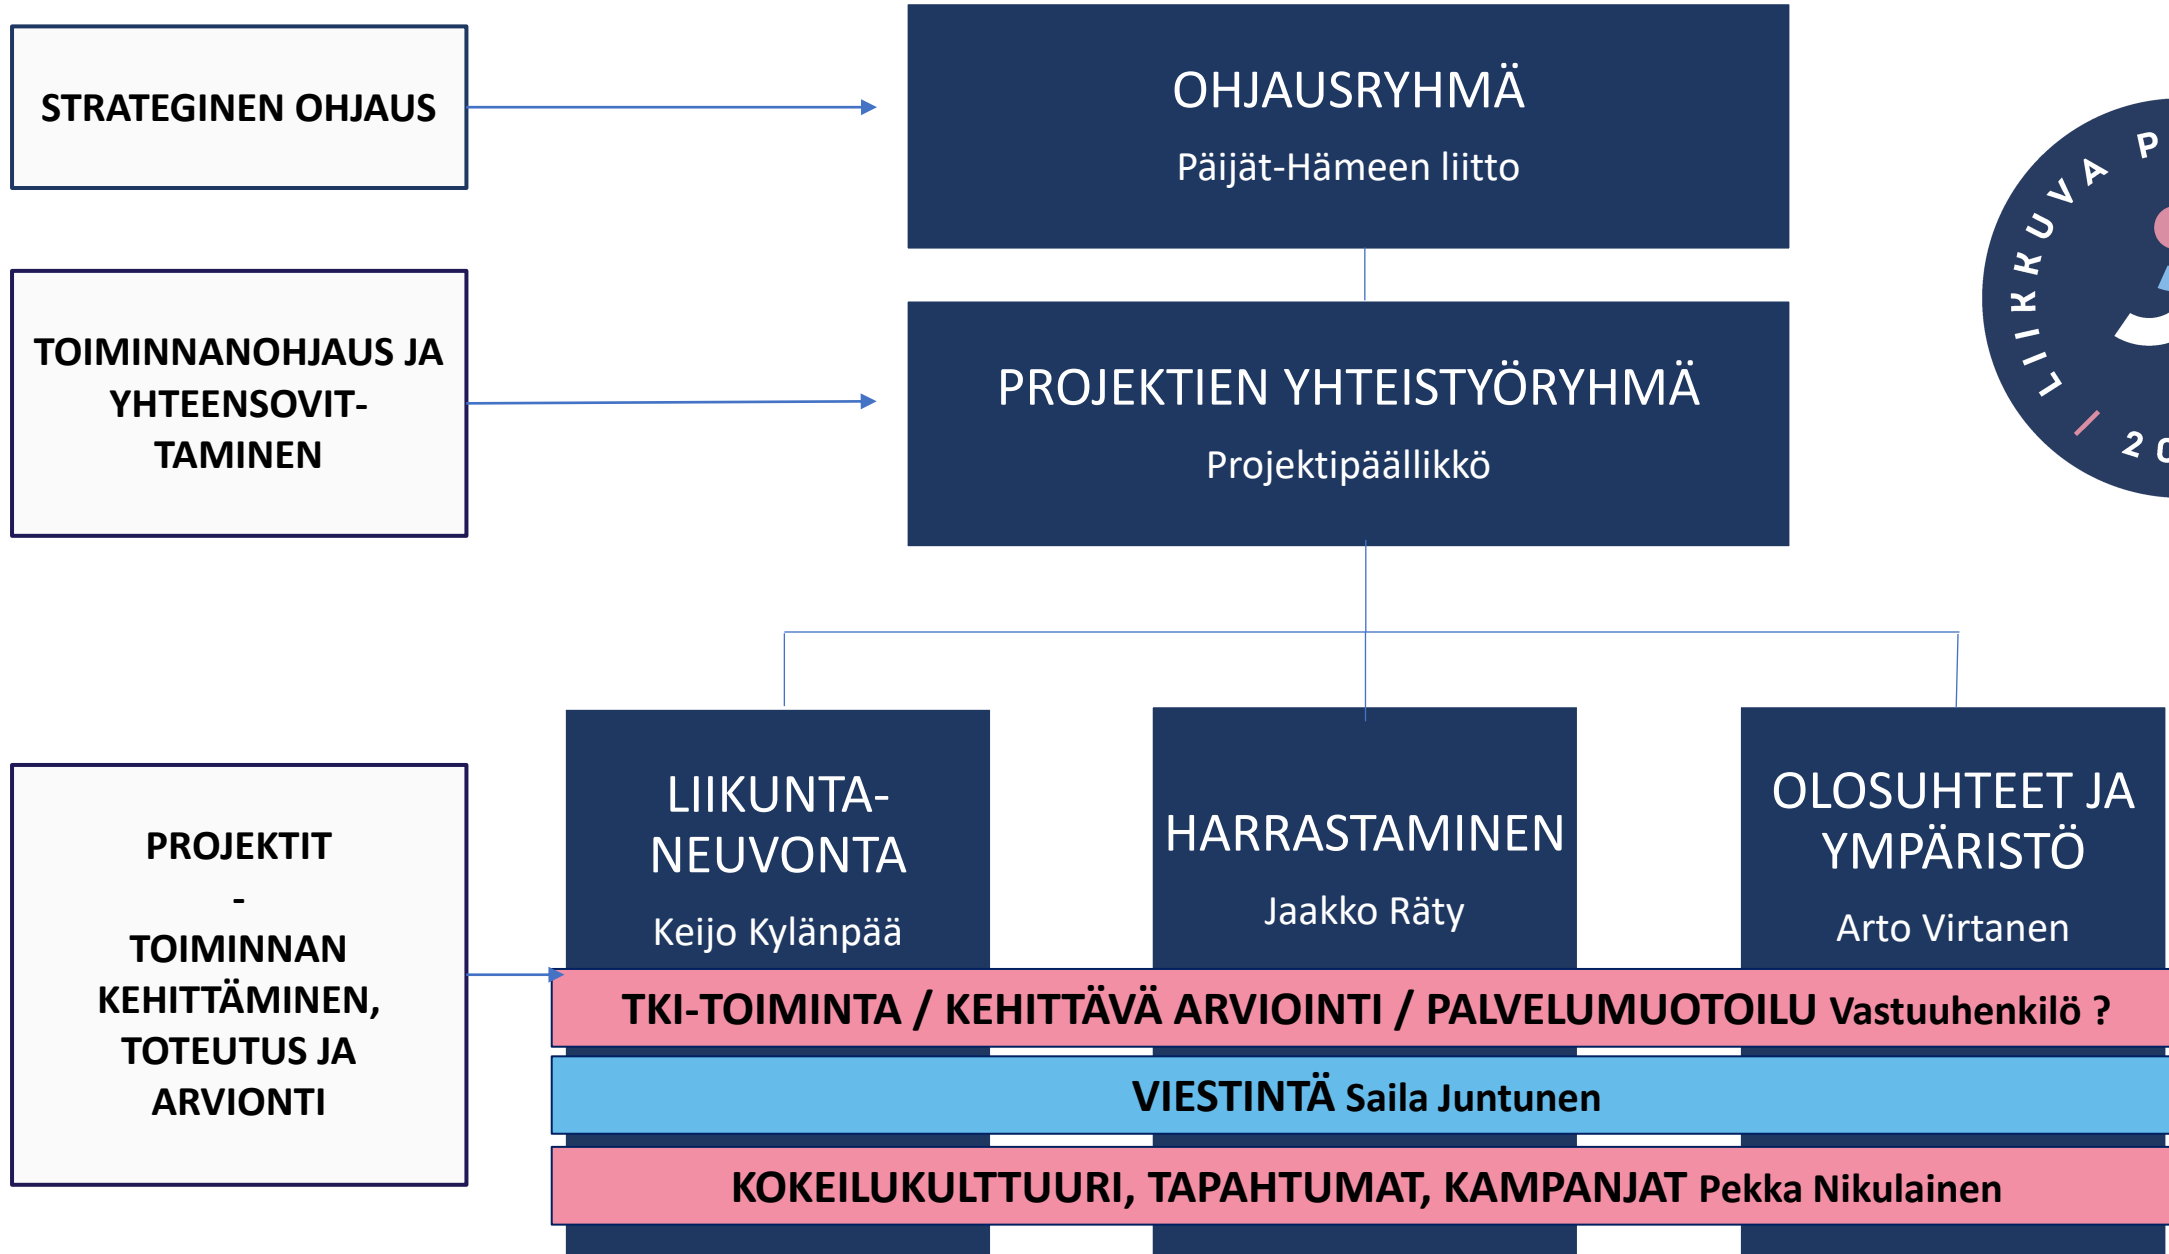 STRATEGINEN OHJAUS
OHJAUSRYHMÄ
Päijät-Hämeen liitto
LIIKKUVA P
20
TOIMINNANOHJAUS JA
YHTEENSOVIT-
TAMINEN
PROJEKTIEN YHTEISTYÖRYHMÄ
Projektipäällikkö
PROJEKTIT
-
TOIMINNAN
KEHITTÄMINEN,
TOTEUTUS JA
ARVIONTI
LIIKUNTA-
NEUVONTA
Keijo Kylänpää
HARRASTAMINEN
Jaakko Räty
OLOSUHTEET JA
YMPÄRISTÖ
Arto Virtanen
TKI-TOIMINTA / KEHITTÄVÄ ARVIOINTI / PALVELUMUOTOILU Vastuuhenkilö ?
VIESTINTÄ Saila Juntunen
KOKEILUKULTTUURI, TAPAHTUMAT, KAMPANJAT Pekka Nikulainen